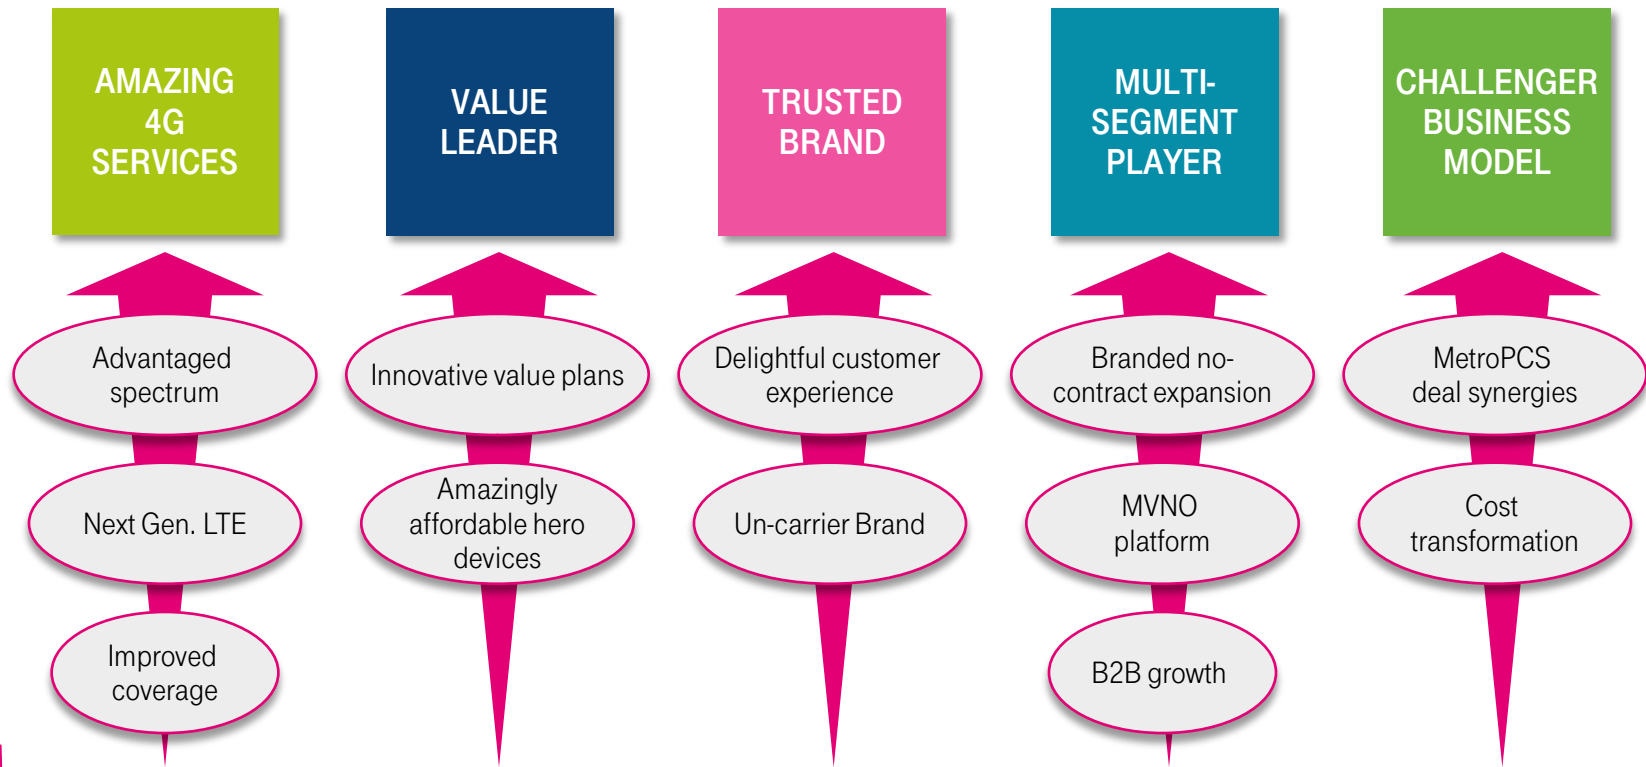 AMAZING
4G
SERVICES
VALUE
LEADER
TRUSTED
BRAND
MULTI-
SEGMENT
PLAYER
CHALLENGER
BUSINESS
MODEL
Advantaged
spectrum
Innovative value plans
Delightful customer
experience
Branded no-
contract expansion
MetroPCS
deal synergies
Next Gen. LTE
Amazingly
affordable hero
devices
Un-carrier Brand
MVNO
platform
Cost
transformation
Improved
coverage
B2B growth